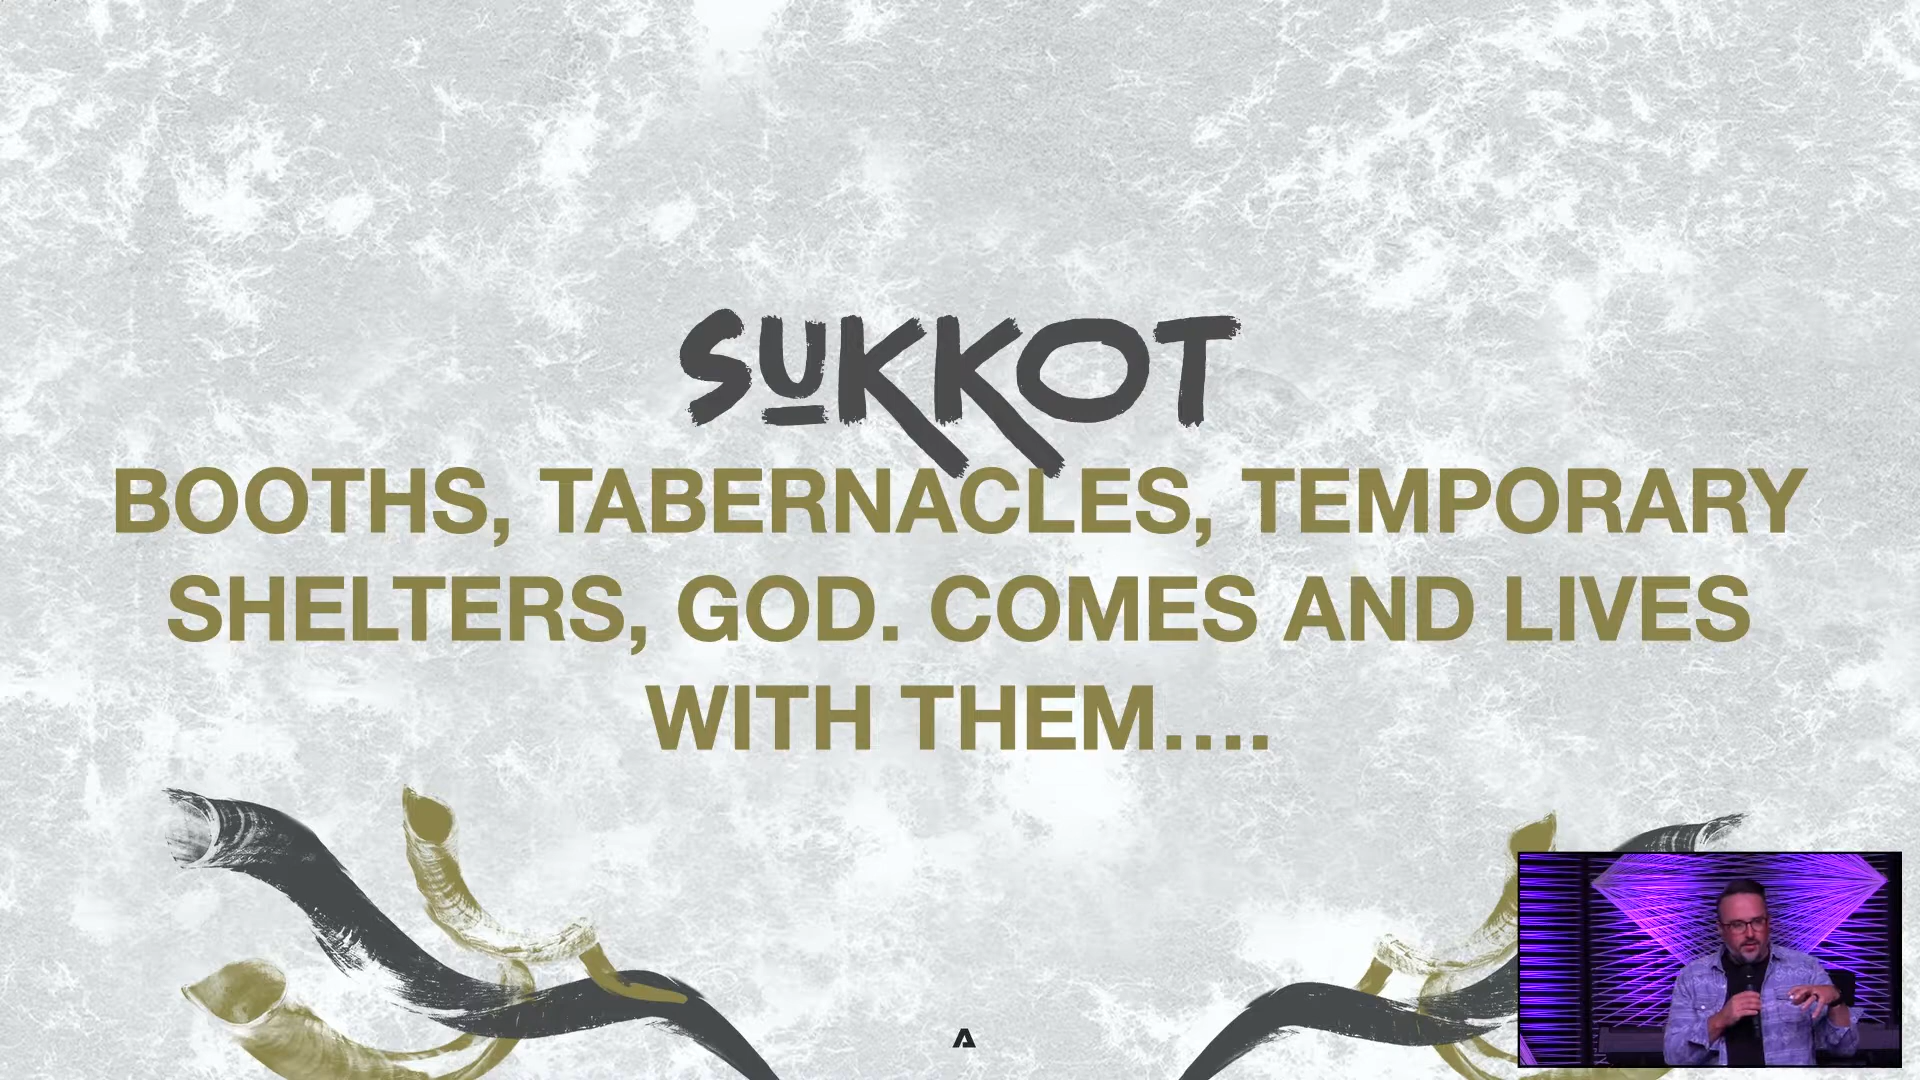 SUKKOT
BOOTHS, TABERNACLES, TEMPORARY
SHELTERS, GOD. COMES AND LIVES
WITH THEM....